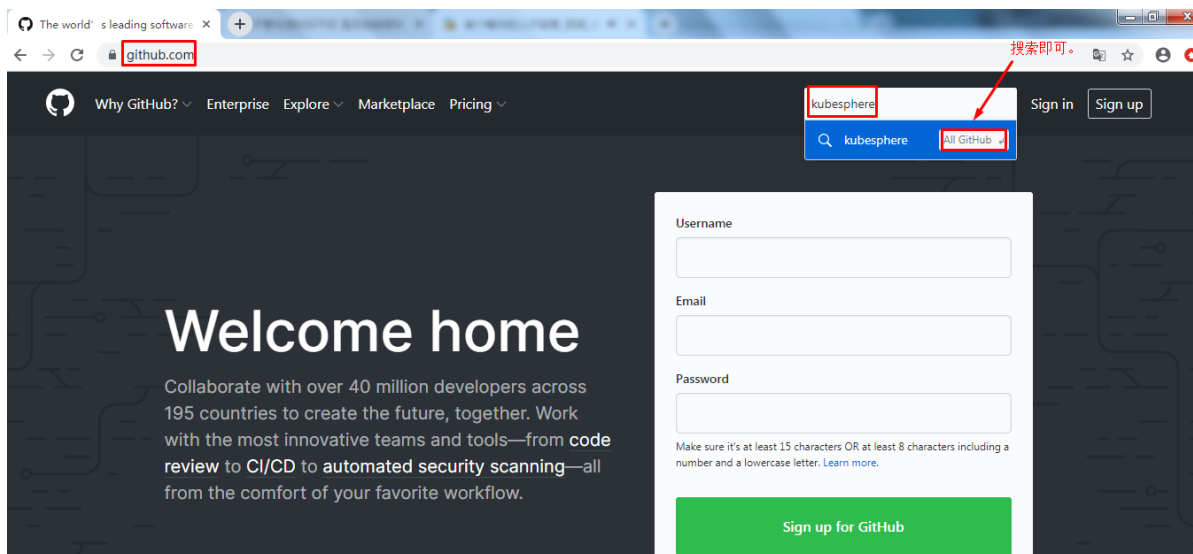 The world's leading software
github.com
搜索即可。
Why GitHub? Enterprise Explore Marketplace Pricing
kubesphere
Sign in Sign up
kubesphere All GitHub ↵
Username
Email
Welcome home
Password
Collaborate with over 40 million developers across
195 countries to create the future, together. Work
with the most innovative teams and tools—from code
review to CI/CD to automated security scanning—all
from the comfort of your favorite workflow.
Make sure it's at least 15 characters OR at least 8 characters including a
number and a lowercase letter. Learn more.
Sign up for GitHub